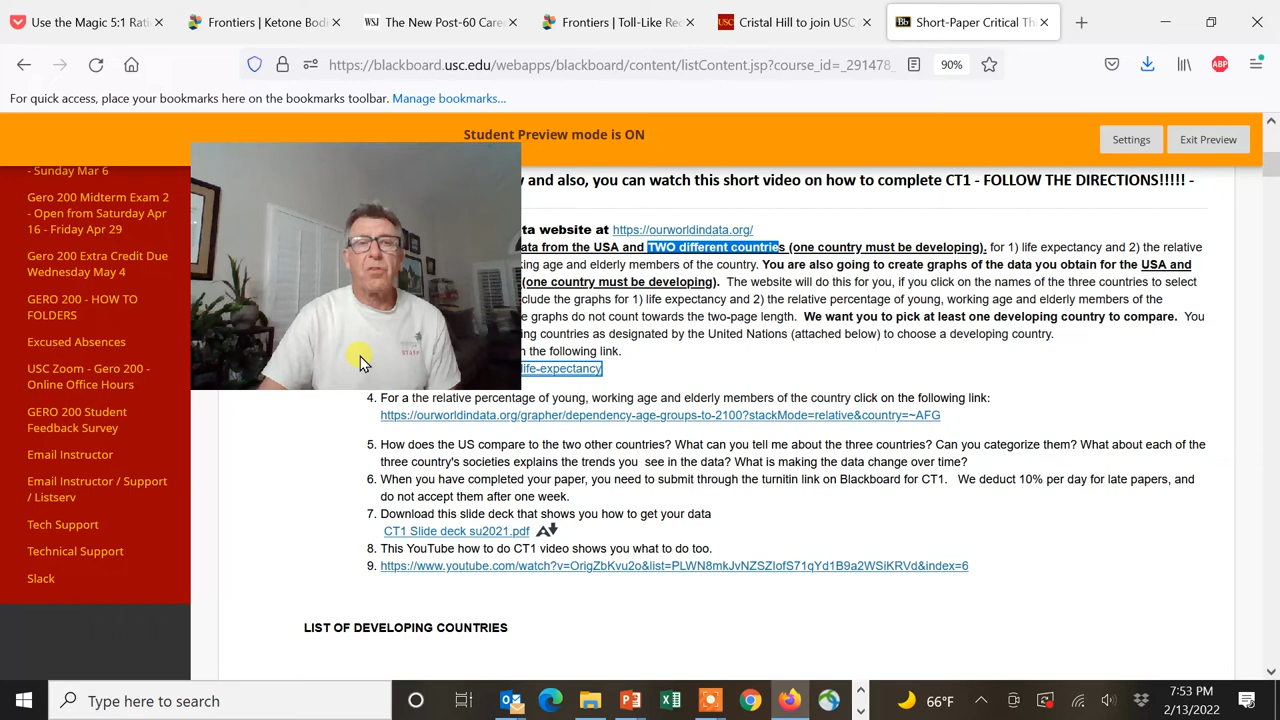 Use the Magic 5:1 Rati
Frontiers | Ketone Bodi
WSJ The New Post-60 Care
Frontiers | Toll-Like Re
USC Cristal Hill to join USC
Bb Short-Paper Critical Th
https://blackboard.usc.edu/webapps/blackboard/content/listContent.jsp?course_id=_291478_
90%
ABP
For quick access, place your bookmarks here on the bookmarks toolbar. Manage bookmarks...
Student Preview mode is ON
Settings
Exit Preview
- Sunday Mar 6
Gero 200 Midterm Exam 2
- Open from Saturday Apr
16 - Friday Apr 29
Gero 200 Extra Credit Due
Wednesday May 4
GERO 200 - HOW TO
FOLDERS
Excused Absences
USC Zoom - Gero 200 -
Online Office Hours
GERO 200 Student
Feedback Survey
Email Instructor
Email Instructor / Support
/ Listserv
Tech Support
Technical Support
Slack
and also, you can watch this short video on how to complete CT1 - FOLLOW THE DIRECTIONS!!!!! -
website at https://ourworldindata.org/
from the USA and TWO different countries (one country must be developing). for 1) life expectancy and 2) the relative
age and elderly members of the country. You are also going to create graphs of the data you obtain for the USA and
(one country must be developing). The website will do this for you, if you click on the names of the three countries to select
the graphs for 1) life expectancy and 2) the relative percentage of young, working age and elderly members of the
graphs do not count towards the two-page length. We want you to pick at least one developing country to compare. You
countries as designated by the United Nations (attached below) to choose a developing country.
the following link.
life-expectancy
4. For a the relative percentage of young, working age and elderly members of the country click on the following link:
https://ourworldindata.org/grapher/dependency-age-groups-to-2100?stackMode=relative&country=~AFG
5. How does the US compare to the two other countries? What can you tell me about the three countries? Can you categorize them? What about each of the
three country's societies explains the trends you see in the data? What is making the data change over time?
6. When you have completed your paper, you need to submit through the turnitin link on Blackboard for CT1. We deduct 10% per day for late papers, and
do not accept them after one week.
7. Download this slide deck that shows you how to get your data
CT1 Slide deck su2021.pdf
8. This YouTube how to do CT1 video shows you what to do too.
9. https://www.youtube.com/watch?v=OrigZbKvu2o&list=PLWN8mkJvNZSZIofS71qYd1B9a2WSiKRVd&index=6
LIST OF DEVELOPING COUNTRIES
STAFF
Type here to search
66°F
7:53 PM
2/13/2022